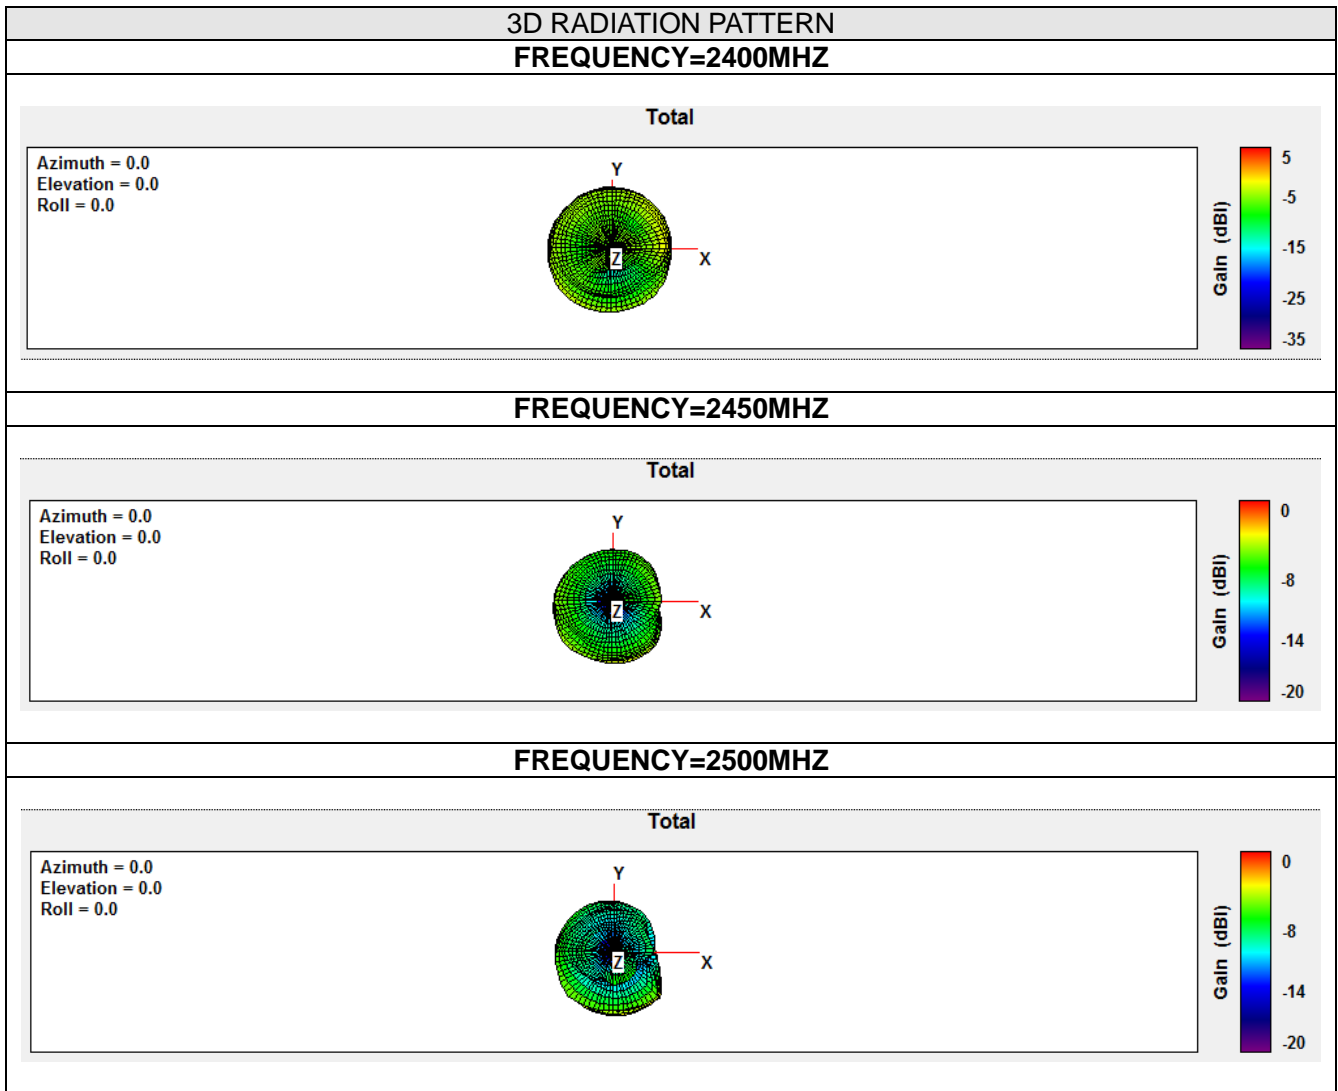 3D RADIATION PATTERN
FREQUENCY=2400MHZ
Total
Azimuth = 0.0
Elevation = 0.0
Roll = 0.0
Y
Z
X
5
-5
-15
-25
-35
Gain (dBi)
FREQUENCY=2450MHZ
Total
Azimuth = 0.0
Elevation = 0.0
Roll = 0.0
Y
Z
X
0
-8
-14
-20
Gain (dBi)
FREQUENCY=2500MHZ
Total
Azimuth = 0.0
Elevation = 0.0
Roll = 0.0
Y
Z
X
0
-8
-14
-20
Gain (dBi)